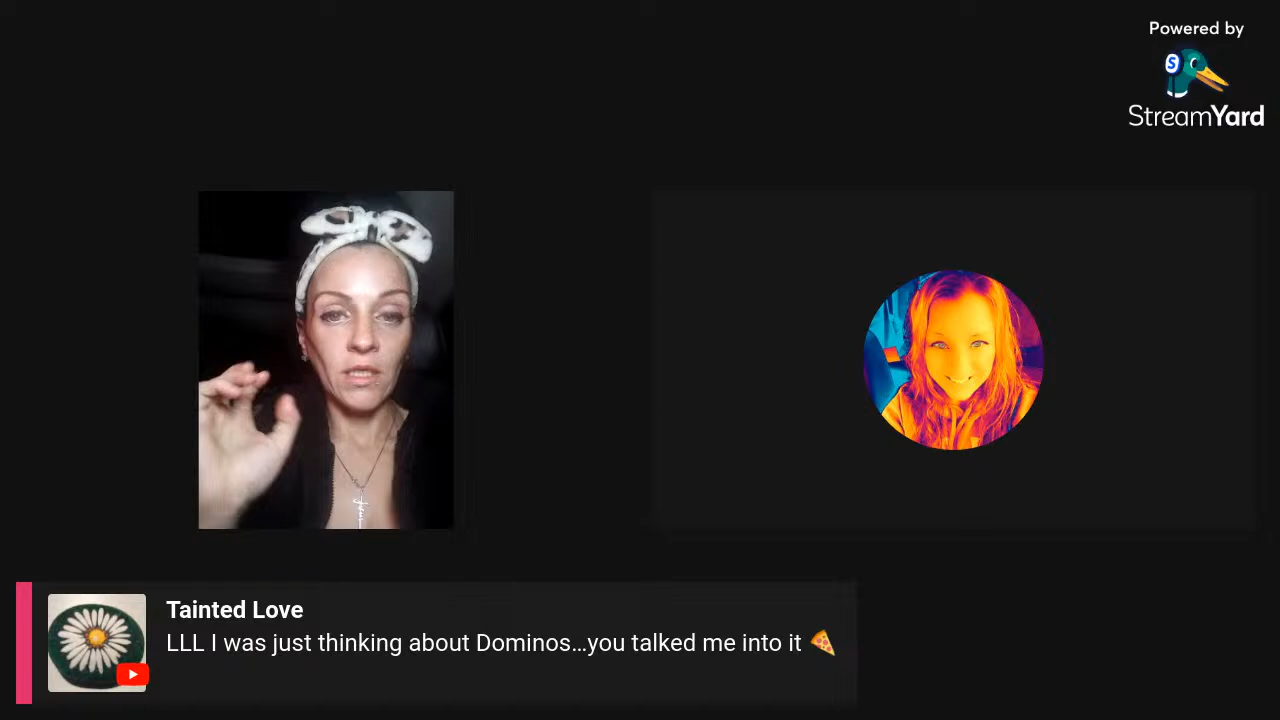 Powered by
StreamYard
Tainted Love
LLL I was just thinking about Dominos...you talked me into it 🍕